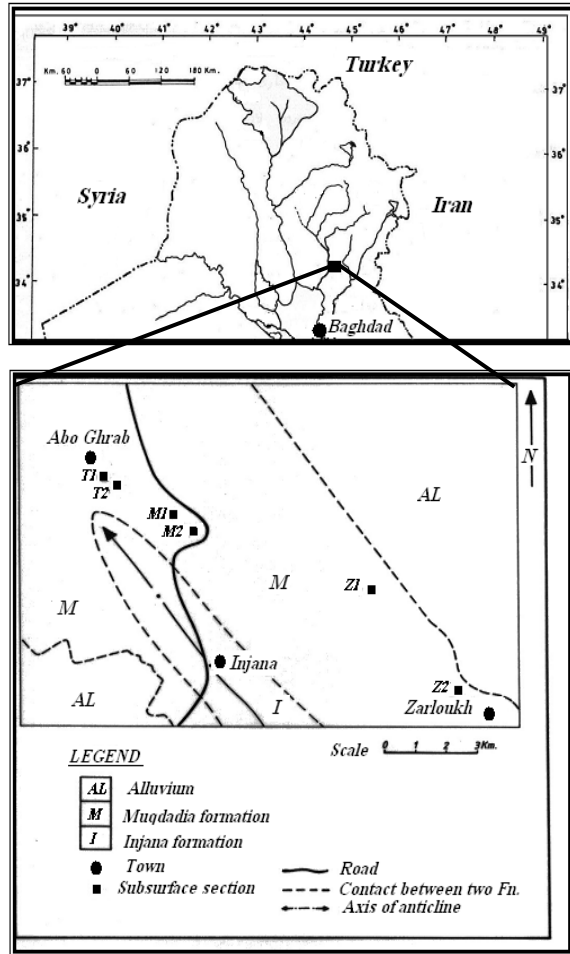 39° 40° 41° 42° 43° 44° 45° 46° 47° 48° 49°
Km. 60 0 60 120 180 Km.
Turkey
37° 37°
36° 36°
Syria
Iran
35° 35°
34° 34°
Baghdad
Abo Ghrab
N
T1
T2
AL
M1
M2
Z1
M
M
Injana
Z2
AL
I
Zarloukh
Scale 0 1 2 3Km.
LEGEND
AL Alluvium
M Muqdadia formation
I Injana formation
Town
Road
Subsurface section
Contact between two Fn.
Axis of anticline